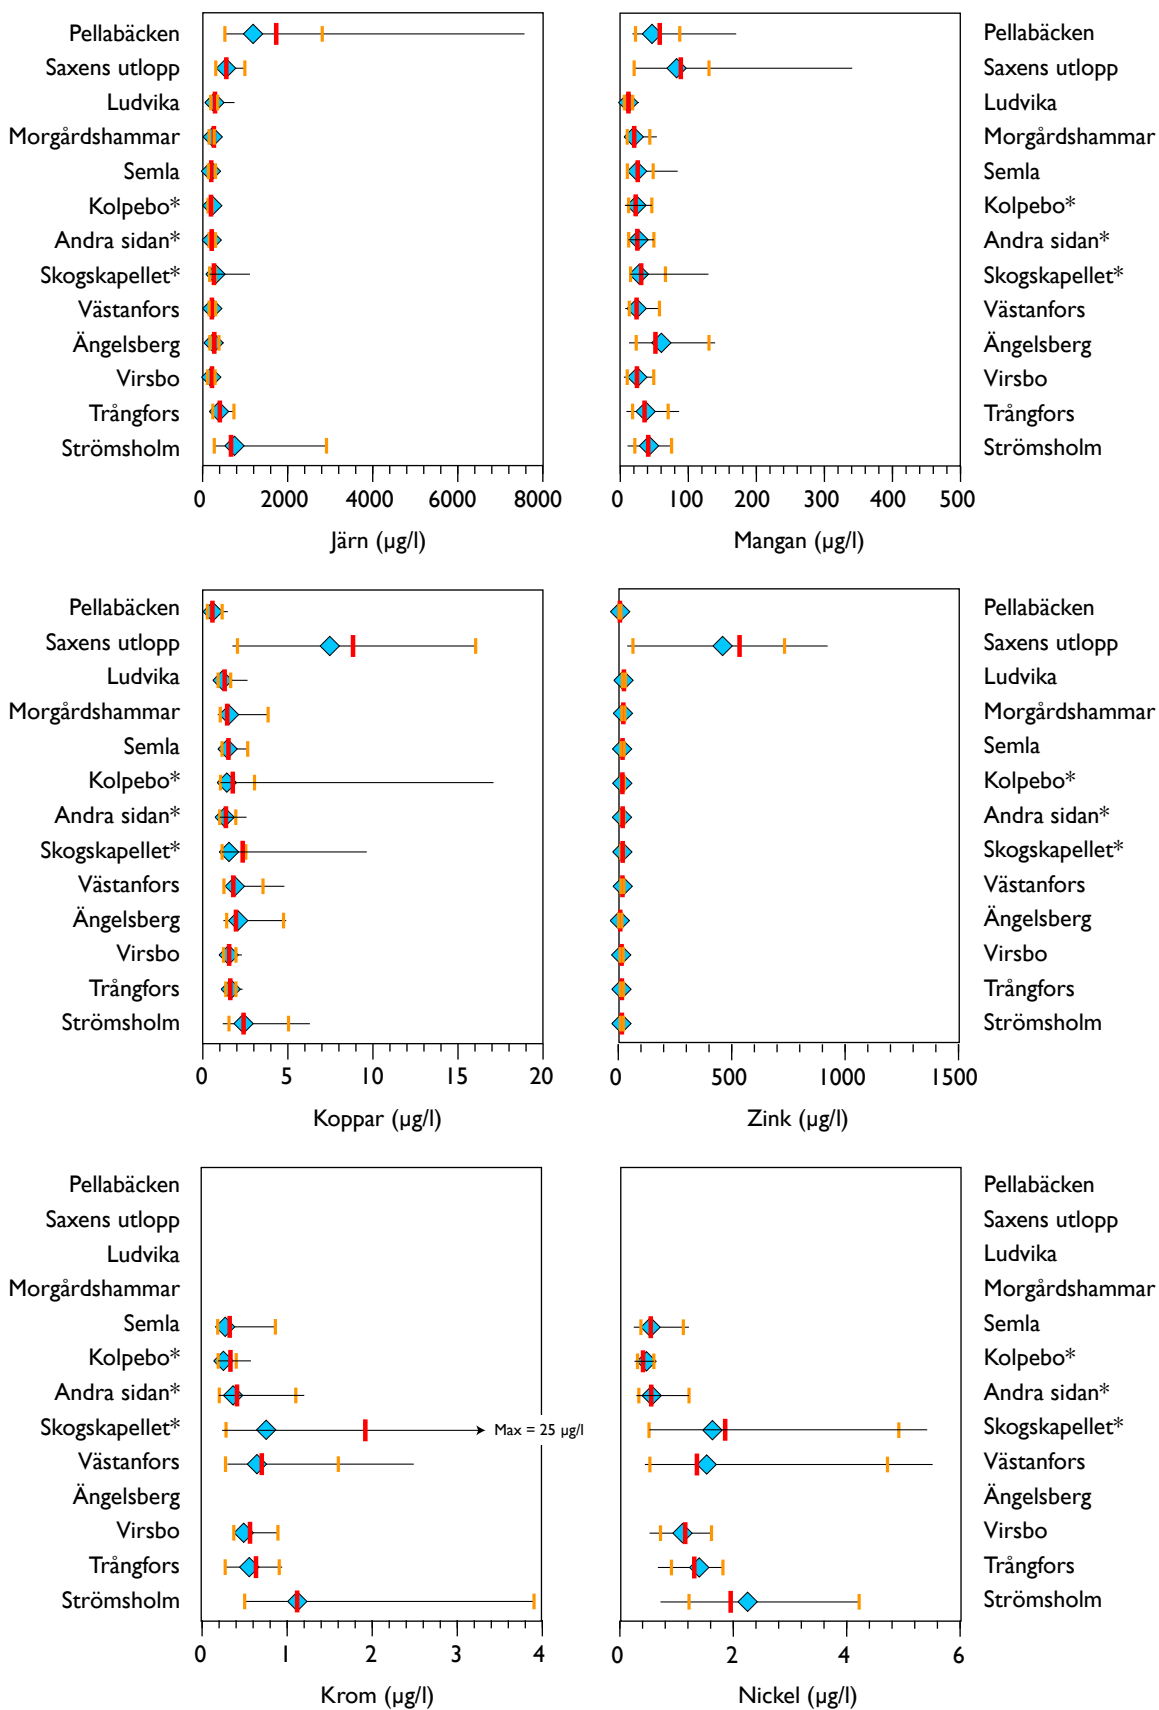 Pellabäcken Pellabäcken
Saxens utlopp Saxens utlopp
Ludvika Ludvika
Morgårdshammar Morgårdshammar
Semla Semla
Kolpebo* Kolpebo*
Andra sidan* Andra sidan*
Skogskapellet* Skogskapellet*
Västanfors Västanfors
Ängelsberg Ängelsberg
Virsbo Virsbo
Trångfors Trångfors
Strömsholm Strömsholm
0 2000 4000 6000 8000 0 100 200 300 400 500
Järn (µg/l) Mangan (µg/l)
Pellabäcken Pellabäcken
Saxens utlopp Saxens utlopp
Ludvika Ludvika
Morgårdshammar Morgårdshammar
Semla Semla
Kolpebo* Kolpebo*
Andra sidan* Andra sidan*
Skogskapellet* Skogskapellet*
Västanfors Västanfors
Ängelsberg Ängelsberg
Virsbo Virsbo
Trångfors Trångfors
Strömsholm Strömsholm
0 5 10 15 20 0 500 1000 1500
Koppar (µg/l) Zink (µg/l)
Pellabäcken Pellabäcken
Saxens utlopp Saxens utlopp
Ludvika Ludvika
Morgårdshammar Morgårdshammar
Semla Semla
Kolpebo* Kolpebo*
Andra sidan* Andra sidan*
Skogskapellet* Max = 25 µg/l Skogskapellet*
Västanfors Västanfors
Ängelsberg Ängelsberg
Virsbo Virsbo
Trångfors Trångfors
Strömsholm Strömsholm
0 1 2 3 4 0 2 4 6
Krom (µg/l) Nickel (µg/l)